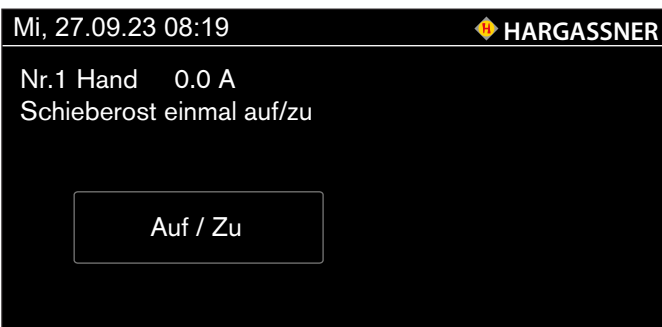 Mi, 27.09.23 08:19 H HARGASSNER
Nr.1 Hand 0.0 A
Schieberost einmal auf/zu
Auf / Zu